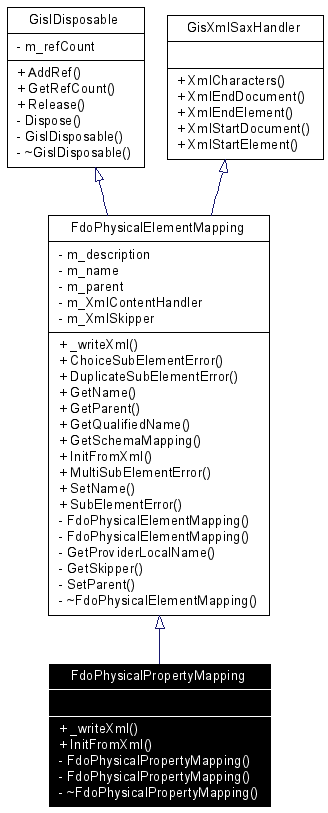 GisIDisposable
- m_refCount
+ AddRef()
+ GetRefCount()
+ Release()
- Dispose()
- GisIDisposable()
- ~GisIDisposable()
GisXmlSaxHandler
+ XmlCharacters()
+ XmlEndDocument()
+ XmlEndElement()
+ XmlStartDocument()
+ XmlStartElement()
FdoPhysicalElementMapping
- m_description
- m_name
- m_parent
- m_XmlContentHandler
- m_XmlSkipper
+ _writeXml()
+ ChoiceSubElementError()
+ DuplicateSubElementError()
+ GetName()
+ GetParent()
+ GetQualifiedName()
+ GetSchemaMapping()
+ InitFromXml()
+ MultiSubElementError()
+ SetName()
+ SubElementError()
- FdoPhysicalElementMapping()
- FdoPhysicalElementMapping()
- GetProviderLocalName()
- GetSkipper()
- SetParent()
- ~FdoPhysicalElementMapping()
FdoPhysicalPropertyMapping
+ _writeXml()
+ InitFromXml()
- FdoPhysicalPropertyMapping()
- FdoPhysicalPropertyMapping()
- ~FdoPhysicalPropertyMapping()